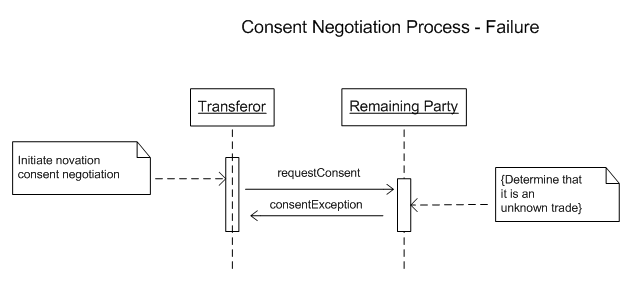 Consent Negotiation Process - Failure
Transferor
Remaining Party
Initiate novation
consent negotiation
requestConsent
consentException
{Determine that
it is an
unknown trade}